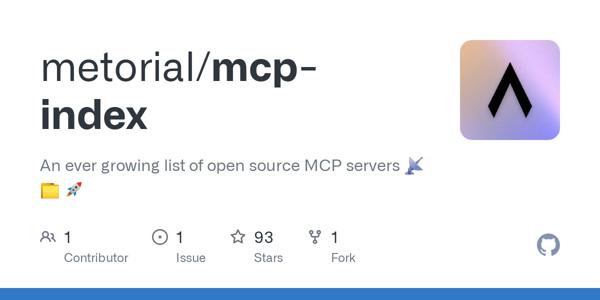 metorial/mcp-
index
An ever growing list of open source MCP servers 📡
📁 🚀
1 1 93 1
Contributor Issue Stars Fork